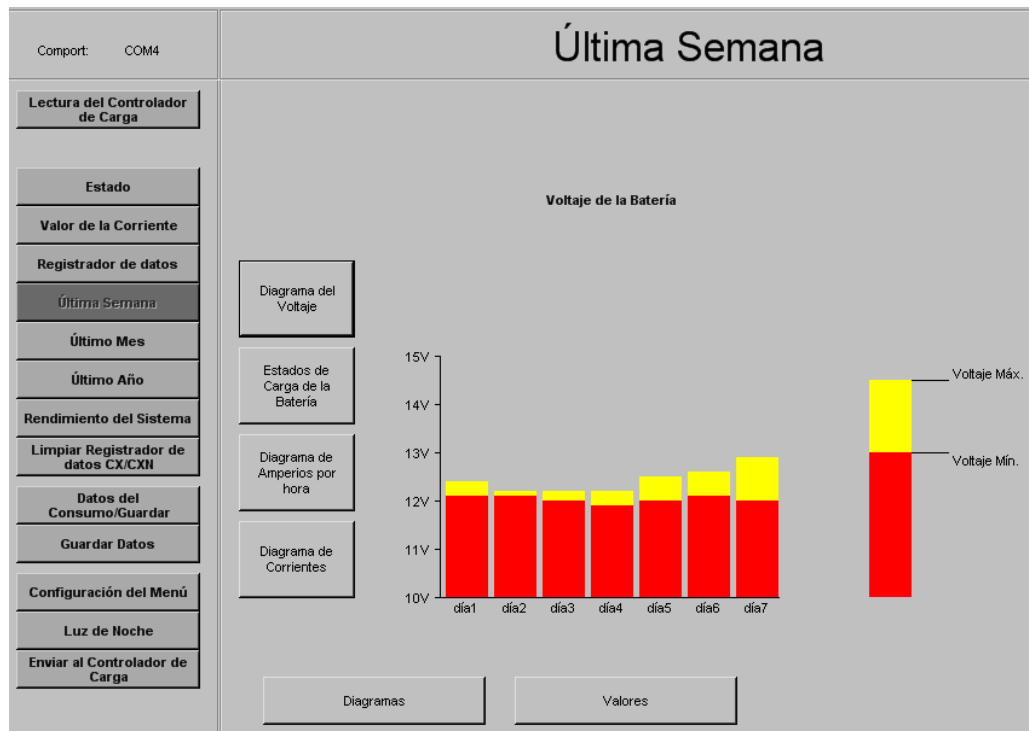 Comport: COM4
Última Semana
Lectura del Controlador
de Carga
Estado
Valor de la Corriente
Registrador de datos
Última Semana
Último Mes
Último Año
Rendimiento del Sistema
Limpiar Registrador de
datos CX/CXN
Datos del
Consumo/Guardar
Guardar Datos
Configuración del Menú
Luz de Noche
Enviar al Controlador de
Carga
Voltaje de la Batería
Diagrama del
Voltaje
Estados de
Carga de la
Batería
Diagrama de
Amperios por
hora
Diagrama de
Corrientes
15V
14V
13V
12V
11V
10V
día1 día2 día3 día4 día5 día6 día7
Voltaje Máx.
Voltaje Mín.
Diagramas
Valores